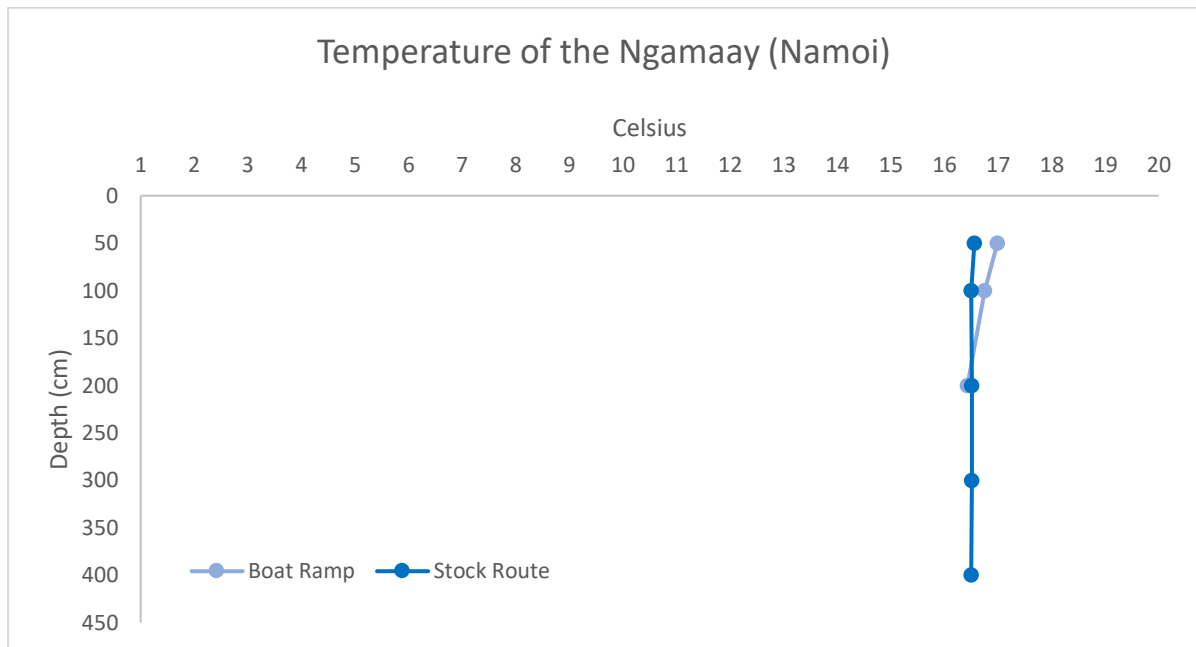 Temperature of the Ngamaay (Namoi)
Celsius
1 2 3 4 5 6 7 8 9 10 11 12 13 14 15 16 17 18 19 20
0
50
100
150
200
250
300
350
400
450
Depth (cm)
Boat Ramp Stock Route